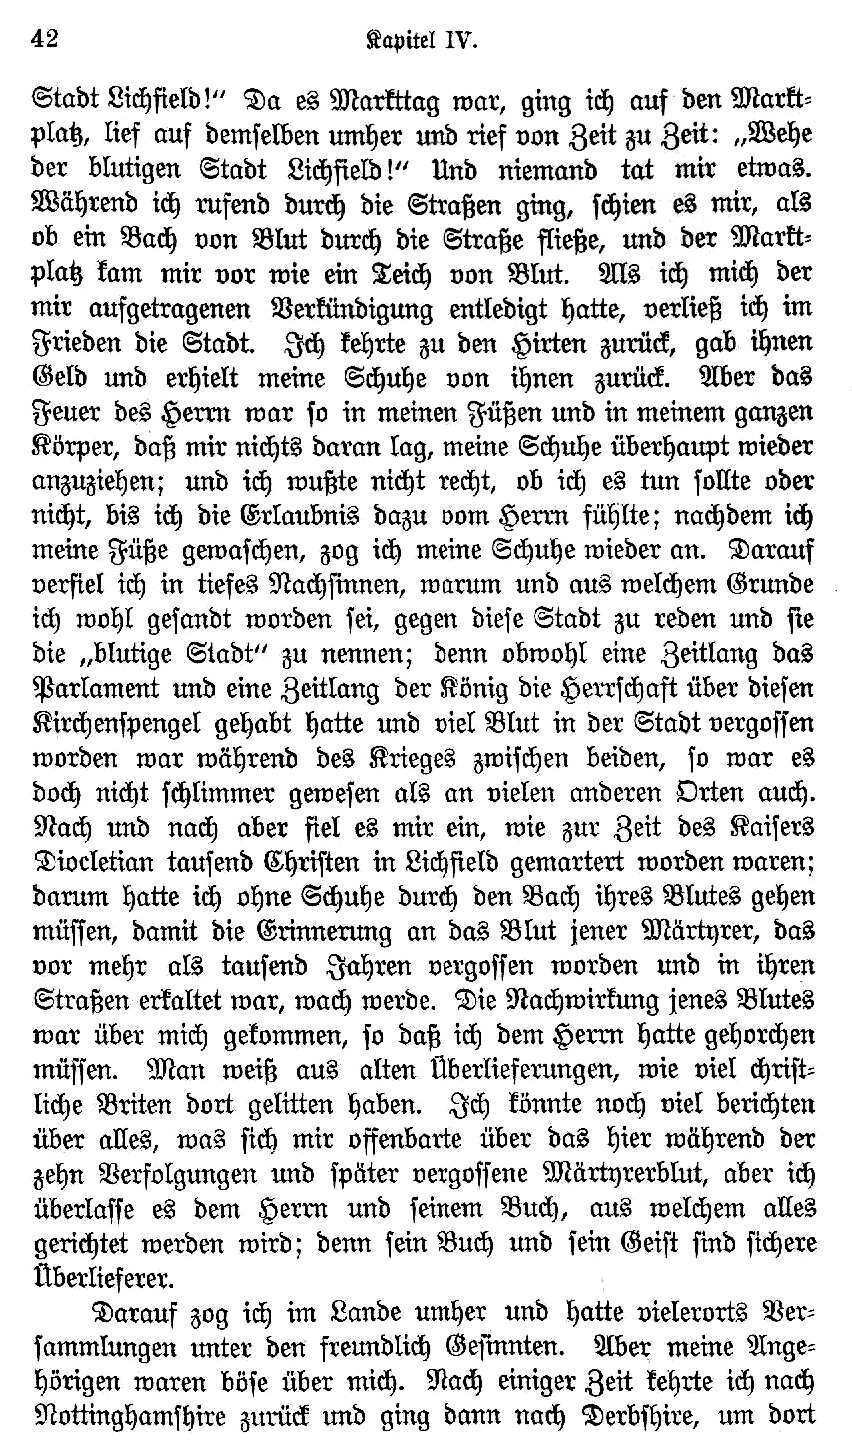 42 Kapitel IV.
Stadt Lichfield!“ Da es Markttag war, ging ich auf den Markt-
platz, lief auf demselben umher und rief von Zeit zu Zeit: „Wehe
der blutigen Stadt Lichfield!“ Und niemand tat mir etwas.
Während ich rufend durch die Straßen ging, schien es mir, als
ob ein Bach von Blut durch die Straße fließe, und der Markt-
platz kam mir vor wie ein Teich von Blut. Als ich mich der
mir aufgetragenen Verkündigung entledigt hatte, verließ ich im
Frieden die Stadt. Ich kehrte zu den Hirten zurück, gab ihnen
Geld und erhielt meine Schuhe von ihnen zurück. Aber das
Feuer des Herrn war so in meinen Füßen und in meinem ganzen
Körper, daß mir nichts daran lag, meine Schuhe überhaupt wieder
anzuziehen; und ich wußte nicht recht, ob ich es tun sollte oder
nicht, bis ich die Erlaubnis dazu vom Herrn fühlte; nachdem ich
meine Füße gewaschen, zog ich meine Schuhe wieder an. Darauf
verfiel ich in tiefes Nachsinnen, warum und aus welchem Grunde
ich wohl gesandt worden sei, gegen diese Stadt zu reden und sie
die „blutige Stadt“ zu nennen; denn obwohl eine Zeitlang das
Parlament und eine Zeitlang der König die Herrschaft über diesen
Kirchenspengel gehabt hatte und viel Blut in der Stadt vergossen
worden war während des Krieges zwischen beiden, so war es
doch nicht schlimmer gewesen als an vielen anderen Orten auch.
Nach und nach aber fiel es mir ein, wie zur Zeit des Kaisers
Diocletian tausend Christen in Lichfield gemartert worden waren;
darum hatte ich ohne Schuhe durch den Bach ihres Blutes gehen
müssen, damit die Erinnerung an das Blut jener Märtyrer, das
vor mehr als tausend Jahren vergossen worden und in ihren
Straßen erkaltet war, wach werde. Die Nachwirkung jenes Blutes
war über mich gekommen, so daß ich dem Herrn hatte gehorchen
müssen. Man weiß aus alten Überlieferungen, wie viel christ-
liche Briten dort gelitten haben. Ich könnte noch viel berichten
über alles, was sich mir offenbarte über das hier während der
zehn Verfolgungen und später vergossene Märtyrerblut, aber ich
überlasse es dem Herrn und seinem Buch, aus welchem alles
gerichtet werden wird; denn sein Buch und sein Geist sind sichere
Überlieferer.
Darauf zog ich im Lande umher und hatte vielerorts Ver-
sammlungen unter den freundlich Gesinnten. Aber meine Ange-
hörigen waren böse über mich. Nach einiger Zeit kehrte ich nach
Nottinghamshire zurück und ging dann nach Derbshire, um dort